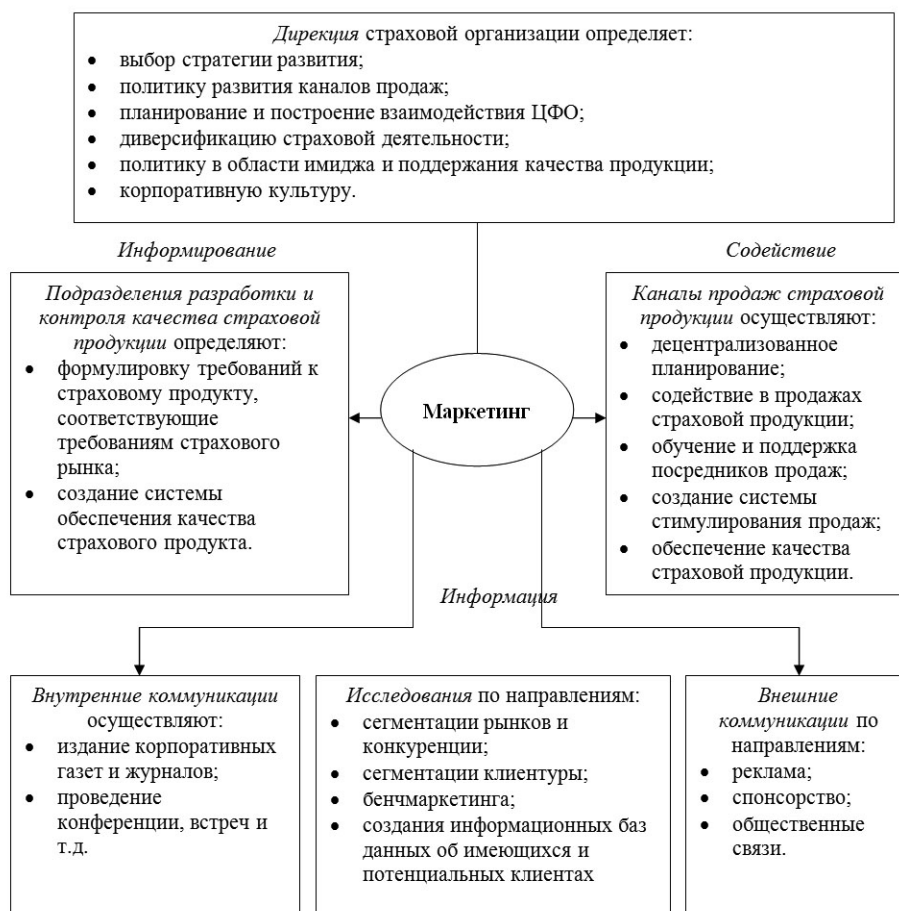 Дирекция страховой организации определяет:
• выбор стратегии развития;
• политику развития каналов продаж;
• планирование и построение взаимодействия ЦФО;
• диверсификацию страховой деятельности;
• политику в области имиджа и поддержания качества продукции;
• корпоративную культуру.
Информирование
Содействие
Подразделения разработки и
контроля качества страховой
продукции определяют:
• формулировку требований к
страховому продукту,
соответствующие
требованиям страхового
рынка;
• создание системы
обеспечения качества
страхового продукта.
Маркетинг
Каналы продаж страховой
продукции осуществляют:
• децентрализованное
планирование;
• содействие в продажах
страховой продукции;
• обучение и поддержка
посредников продаж;
• создание системы
стимулирования продаж;
• обеспечение качества
страховой продукции.
Информация
Внутренние коммуникации
осуществляют:
• издание корпоративных
газет и журналов;
• проведение
конференции, встреч и
т.д.
Исследования по направлениям:
• сегментации рынков и
конкуренции;
• сегментации клиентуры;
• бенчмаркетинга;
• создания информационных баз
данных об имеющихся и
потенциальных клиентах
Внешние
коммуникации по
направлениям:
• реклама;
• спонсорство;
• общественные
связи.